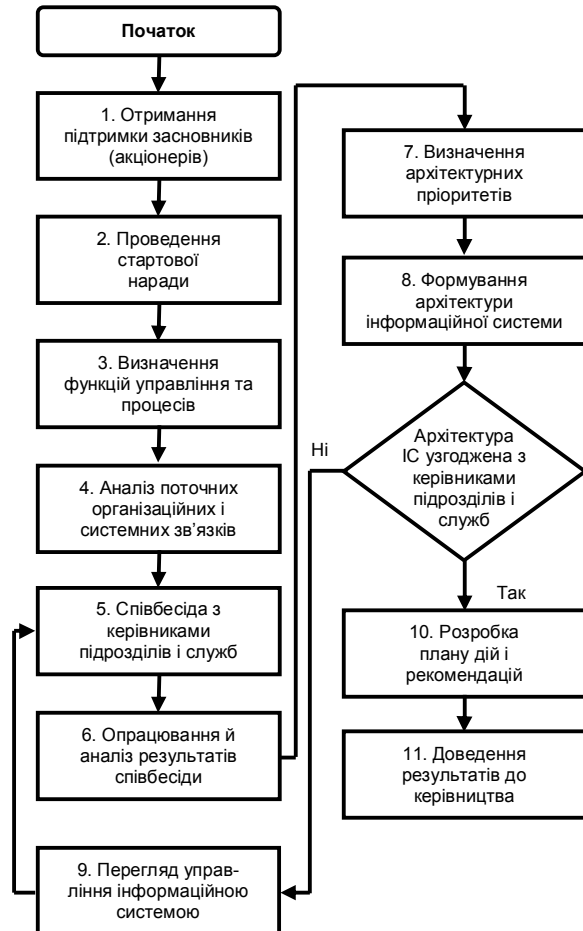 Початок
1. Отримання
підтримки засновників
(акціонерів)
2. Проведення
стартової
наради
3. Визначення
функцій управління та
процесів
4. Аналіз поточних
організаційних і
системних зв’язків
5. Співбесіда з
керівниками
підрозділів і служб
6. Опрацювання й
аналіз результатів
співбесіди
7. Визначення
архітектурних
пріоритетів
8. Формування
архітектури
інформаційної системи
Архітектура
ІС узгоджена з
керівниками
підрозділів і
служб
Ні
Так
9. Перегляд управ-
ління інформаційною
системою
10. Розробка
плану дій і
рекомендацій
11. Доведення
результатів до
керівництва